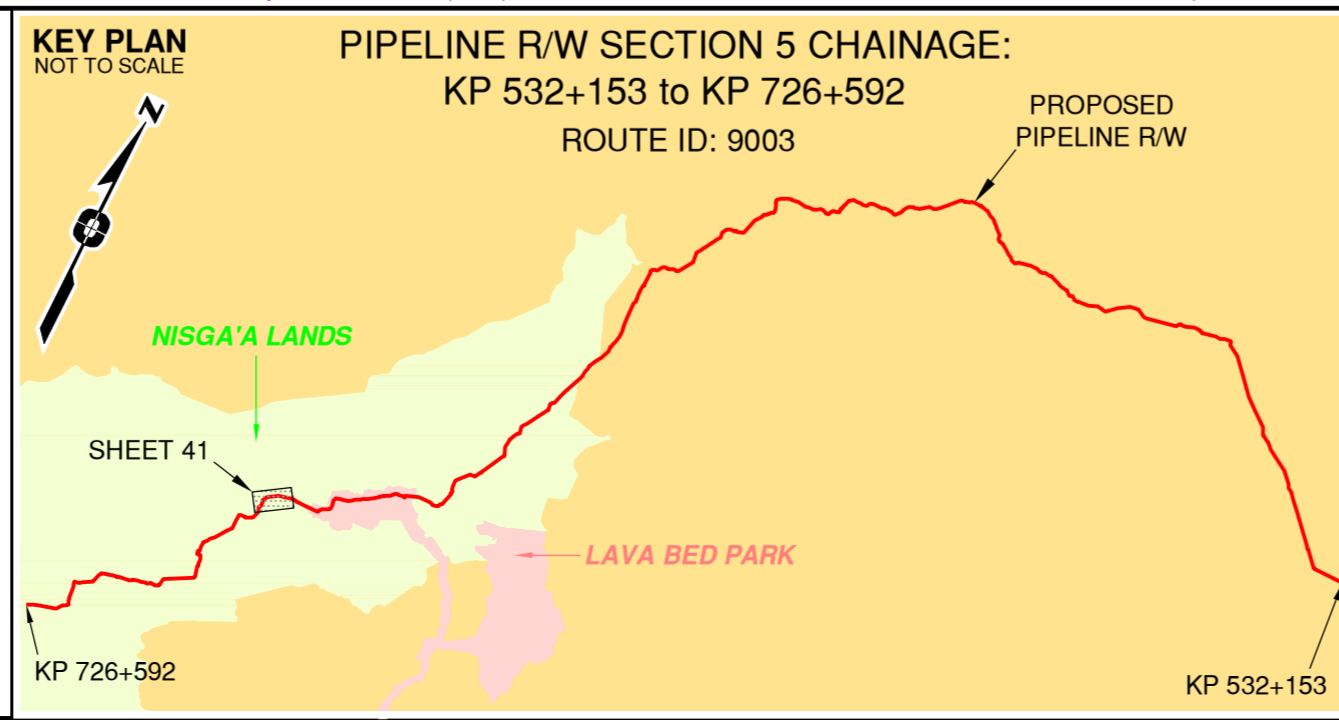 KEY PLAN
NOT TO SCALE
PIPELINE R/W SECTION 5 CHAINAGE:
KP 532+153 to KP 726+592
ROUTE ID: 9003
N
PROPOSED
PIPELINE R/W
NISGA'A LANDS
SHEET 41
LAVA BED PARK
KP 726+592
KP 532+153